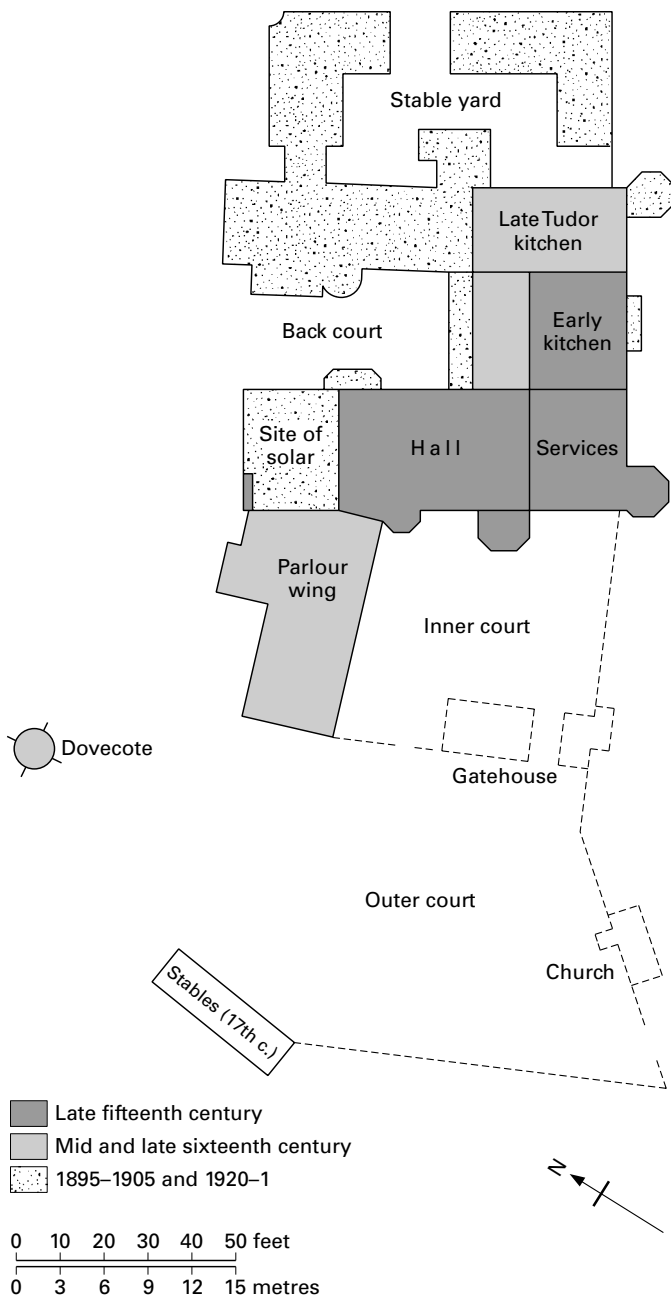 Stable yard
Late Tudor
kitchen
Back court
Early
kitchen
Site of
solar
Hall
Services
Parlour
wing
Inner court
Dovecote
Gatehouse
Outer court
Church
Stables (17th c.)
Late fifteenth century
Mid and late sixteenth century
1895–1905 and 1920–1
N
0 10 20 30 40 50 feet
0 3 6 9 12 15 metres